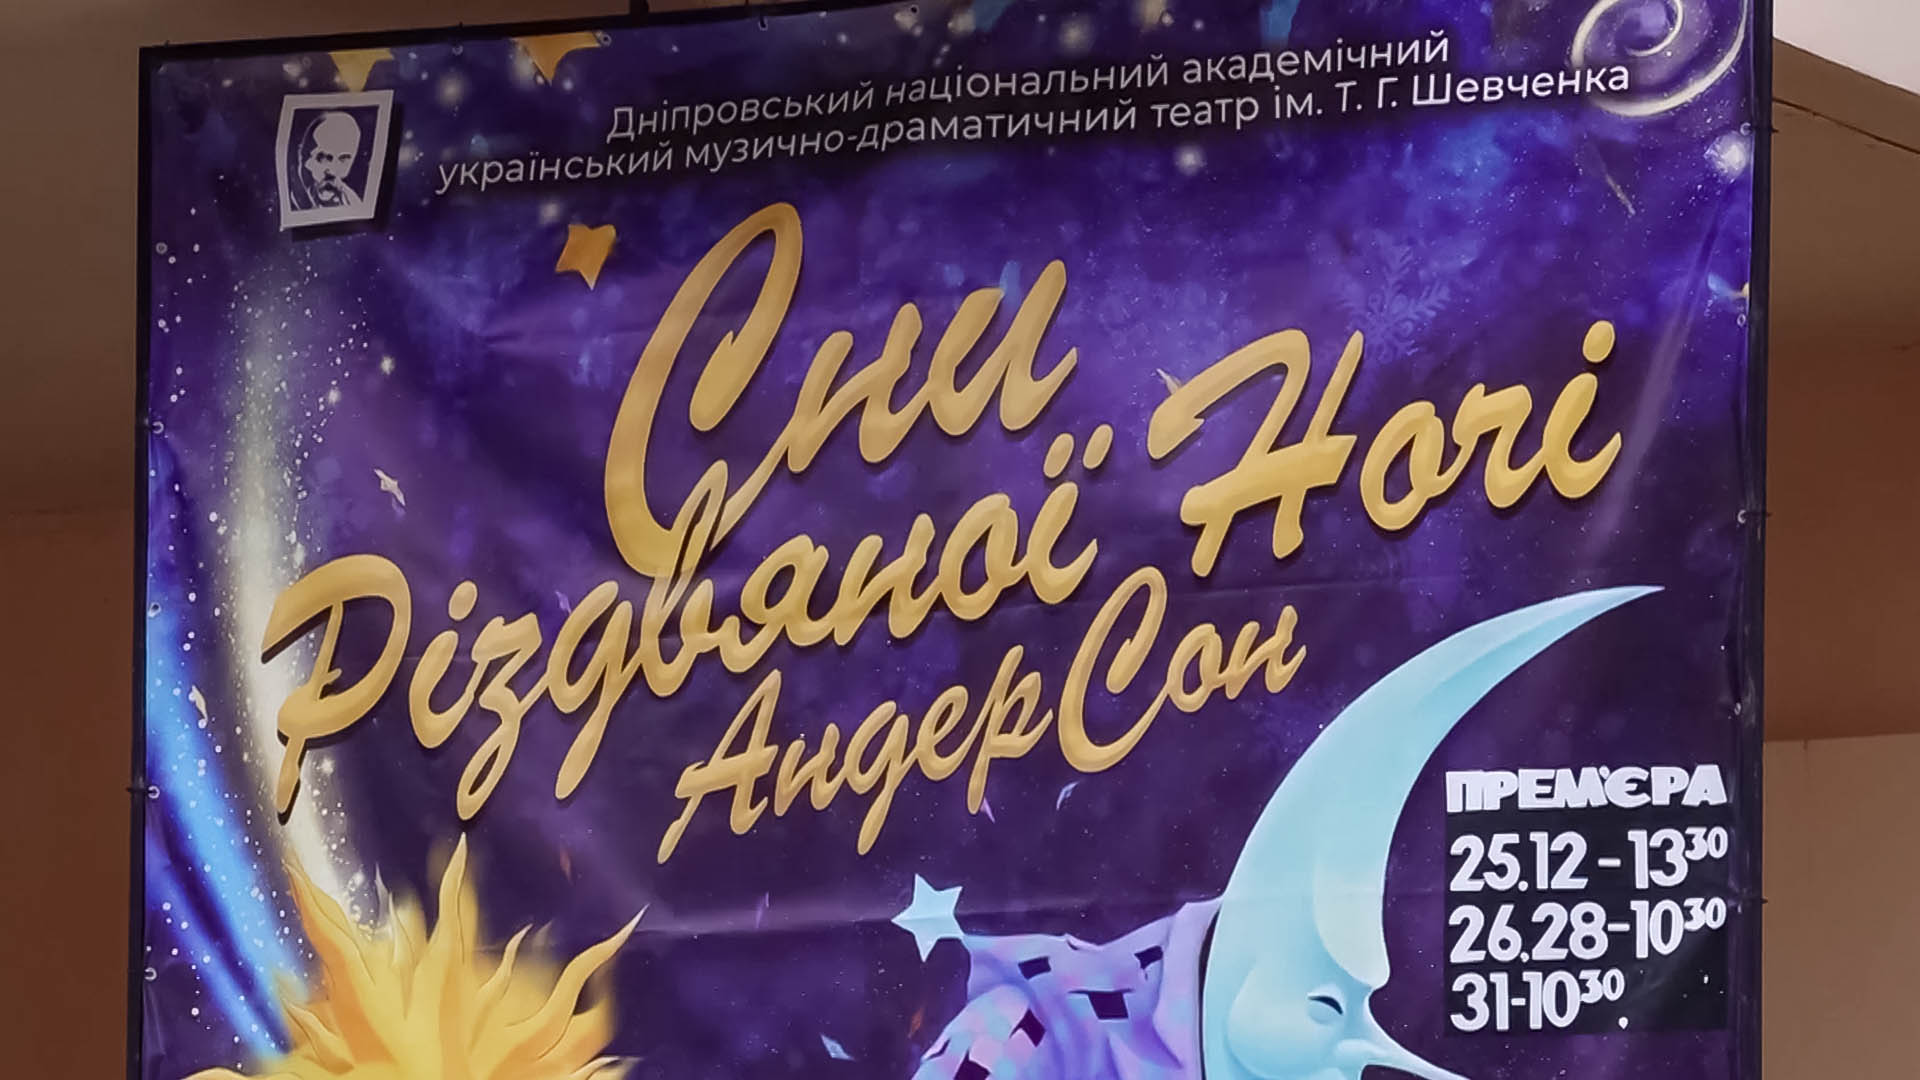 Дніпровський національний академічний
український музично-драматичний театр ім. Т. Г. Шевченка
Сни
Різдвяної Ночі
АндерСон
ПРЕМ'ЄРА
25.12 - 13³⁰
26.28-10³⁰
31-10³⁰